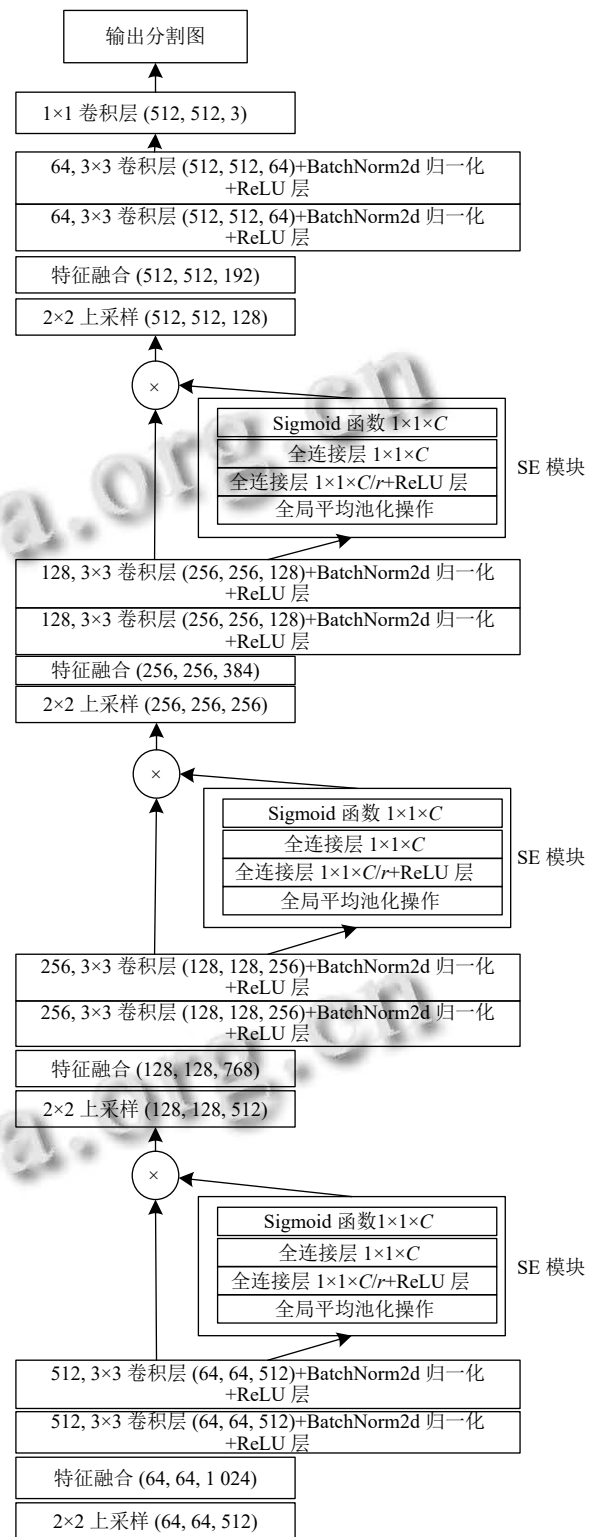 输出分割图
1×1 卷积层 (512, 512, 3)
64, 3×3 卷积层 (512, 512, 64)+BatchNorm2d 归一化
+ReLU 层
64, 3×3 卷积层 (512, 512, 64)+BatchNorm2d 归一化
+ReLU 层
特征融合 (512, 512, 192)
2×2 上采样 (512, 512, 128)
×
Sigmoid 函数 1×1×C
全连接层 1×1×C
全连接层 1×1×C/r+ReLU 层
全局平均池化操作
SE 模块
128, 3×3 卷积层 (256, 256, 128)+BatchNorm2d 归一化
+ReLU 层
128, 3×3 卷积层 (256, 256, 128)+BatchNorm2d 归一化
+ReLU 层
特征融合 (256, 256, 384)
2×2 上采样 (256, 256, 256)
×
Sigmoid 函数 1×1×C
全连接层 1×1×C
全连接层 1×1×C/r+ReLU 层
全局平均池化操作
SE 模块
256, 3×3 卷积层 (128, 128, 256)+BatchNorm2d 归一化
+ReLU 层
256, 3×3 卷积层 (128, 128, 256)+BatchNorm2d 归一化
+ReLU 层
特征融合 (128, 128, 768)
2×2 上采样 (128, 128, 512)
×
Sigmoid 函数1×1×C
全连接层 1×1×C
全连接层 1×1×C/r+ReLU 层
全局平均池化操作
SE 模块
512, 3×3 卷积层 (64, 64, 512)+BatchNorm2d 归一化
+ReLU 层
512, 3×3 卷积层 (64, 64, 512)+BatchNorm2d 归一化
+ReLU 层
特征融合 (64, 64, 1 024)
2×2 上采样 (64, 64, 512)
a.org.cn
a.org.cn